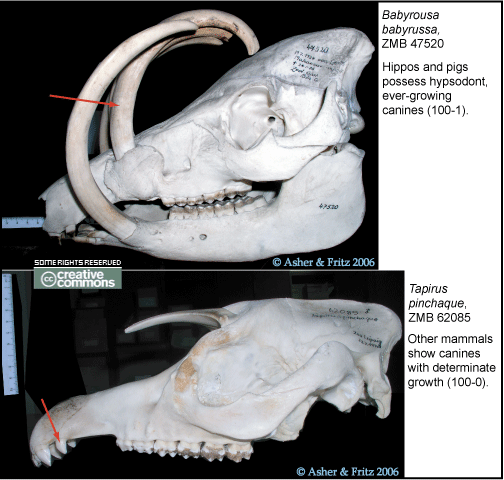 Babyrousa
babyrussa,
ZMB 47520
Hippos and pigs
possess hypsodont,
ever-growing
canines (100-1).
47520
© Asher & Fritz 2006
SOME RIGHTS RESERVED
cc creative
commons
Tapirus
pinchaque,
ZMB 62085
Other mammals
show canines
with determinate
growth (100-0).
© Asher & Fritz 2006